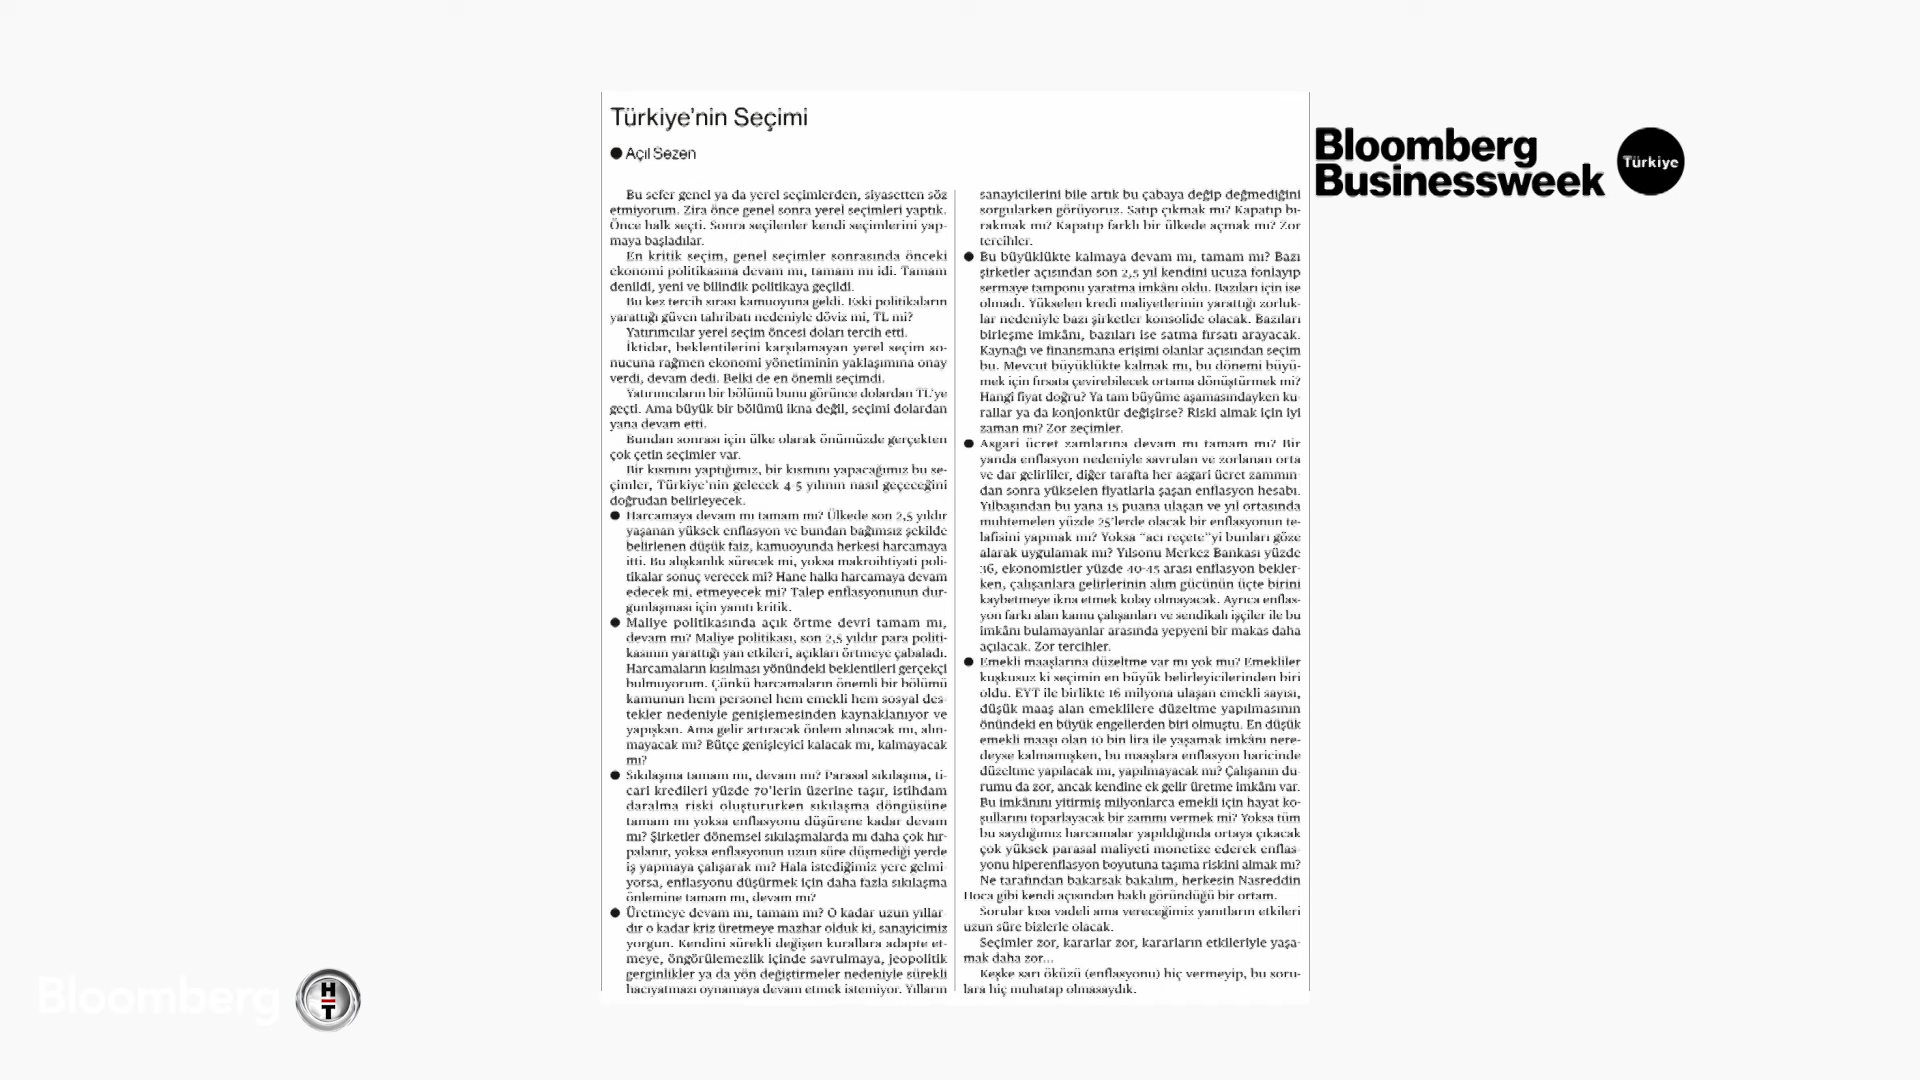 Türkiye'nin Seçimi
Açıl Sezen
Bu sefer genel ya da yerel seçimlerden, siyasetten söz
etmiyorum. Zira önce genel sonra yerel seçimleri yaptık.
Önce halk seçti. Sonra seçilenler kendi seçimlerini yap-
maya başladılar.
En kritik seçim, genel seçimler sonrasında önceki
ekonomi politikasına devam mı, tamam mı idi. Tamam
denildi, yeni ve bilindik politikaya geçildi.
Bu kez tercih sırası kamuoyuna geldi. Eski politikaların
yarattığı güven tahribatı nedeniyle döviz mi, TL mi?
Yatırımcılar yerel seçim öncesi doları tercih etti.
İktidar, beklentilerini karşılamayan yerel seçim so-
nucuna rağmen ekonomi yönetiminin yaklaşımına onay
verdi, devam dedi. Belki de en önemli seçimdi.
Yatırımcıların bir bölümü bunu görünce dolardan TL'ye
geçti. Ama büyük bir bölümü ikna değil, seçimi dolardan
yana devam etti.
Bundan sonrası için ülke olarak önümüzde gerçekten
çok çetin seçimler var.
Bir kısmını yaptığımız, bir kısmını yapacağımız bu se-
çimler, Türkiye'nin gelecek 4-5 yılının nasıl geçeceğini
doğrudan belirleyecek.
● Harcamaya devam mı tamam mı? Ülkede son 2,5 yıldır
yaşanan yüksek enflasyon ve bundan bağımsız şekilde
belirlenen düşük faiz, kamuoyunda herkesi harcamaya
itti. Bu alışkanlık sürecek mi, yoksa makroihtiyati poli-
tikalar sonuç verecek mi? Hane halkı harcamaya devam
edecek mi, etmeyecek mi? Talep enflasyonunun dur-
gunlaşması için yanıtı kritik.
● Maliye politikasında açık örtme devri tamam mı,
devam mı? Maliye politikası, son 2,5 yıldır para politi-
kasının yarattığı yan etkileri, açıkları örtmeye çabaladı.
Harcamaların kısılması yönündeki beklentileri gerçekçi
bulmuyorum. Çünkü harcamaların önemli bir bölümü
kamunun hem personel hem emekli hem sosyal des-
tekler nedeniyle genişlemesinden kaynaklanıyor ve
yapışkan. Ama gelir artıracak önlem alınacak mı, alın-
mayacak mı? Bütçe genişleyici kalacak mı, kalmayacak
mı?
● Sıkılaşma tamam mı, devam mı? Parasal sıkılaşma, ti-
cari kredileri yüzde 70'lerin üzerine taşır, istihdam
daralma riski oluştururken sıkılaşma döngüsüne
tamam mı yoksa enflasyonu düşürene kadar devam
mı? Şirketler dönemsel sıkılaşmalarda mı daha çok hır-
palanır, yoksa enflasyonun uzun süre düşmediği yerde
iş yapmaya çalışarak mı? Hala istediğimiz yere gelmi-
yorsa, enflasyonu düşürmek için daha fazla sıkılaşma
önlemine tamam mı, devam mı?
● Üretmeye devam mı, tamam mı? O kadar uzun yıllar-
dır o kadar kriz üretmeye mazhar olduk ki, sanayicimiz
yorgun. Kendini sürekli değişen kurallara adapte et-
meye, öngörülemezlik içinde savrulmaya, jeopolitik
gerginlikler ya da yön değiştirmeler nedeniyle sürekli
hacıyatmazı oynamaya devam etmek istemiyor. Yılların
sanayicilerini bile artık bu çabaya değip değmediğini
sorgularken görüyoruz. Satıp çıkmak mı? Kapatıp bı-
rakmak mı? Kapatıp farklı bir ülkede açmak mı? Zor
tercihler.
● Bu büyüklükte kalmaya devam mı, tamam mı? Bazı
şirketler açısından son 2,5 yıl kendini ucuza fonlayıp
sermaye tamponu yaratma imkânı oldu. Bazıları için ise
olmadı. Yükselen kredi maliyetlerinin yarattığı zorluk-
lar nedeniyle bazı şirketler konsolide olacak. Bazıları
birleşme imkânı, bazıları ise satma fırsatı arayacak.
Kaynağı ve finansmana erişimi olanlar açısından seçim
bu. Mevcut büyüklükte kalmak mı, bu dönemi büyü-
mek için fırsata çevirebilecek ortama dönüştürmek mi?
Hangi fiyat doğru? Ya tam büyüme aşamasındayken ku-
rallar ya da konjonktür değişirse? Riski almak için iyi
zaman mı? Zor zeçimler.
● Asgari ücret zamlarına devam mı tamam mı? Bir
yanda enflasyon nedeniyle savrulan ve zorlanan orta
ve dar gelirliler, diğer tarafta her asgari ücret zammın-
dan sonra yükselen fiyatlarla şaşan enflasyon hesabı.
Yılbaşından bu yana 15 puana ulaşan ve yıl ortasında
muhtemelen yüzde 25'lerde olacak bir enflasyonun te-
lafisini yapmak mı? Yoksa "acı reçete"yi bunları göze
alarak uygulamak mı? Yılsonu Merkez Bankası yüzde
36, ekonomistler yüzde 40-45 arası enflasyon bekler-
ken, çalışanlara gelirlerinin alım gücünün üçte birini
kaybetmeye ikna etmek kolay olmayacak. Ayrıca enflas-
yon farkı alan kamu çalışanları ve sendikalı işçiler ile bu
imkânı bulamayanlar arasında yepyeni bir makas daha
açılacak. Zor tercihler.
● Emekli maaşlarına düzeltme var mı yok mu? Emekliler
kuşkusuz ki seçimin en büyük belirleyicilerinden biri
oldu. EYT ile birlikte 16 milyona ulaşan emekli sayısı,
düşük maaş alan emeklilere düzeltme yapılmasının
önündeki en büyük engellerden biri olmuştu. En düşük
emekli maaşı olan 10 bin lira ile yaşamak imkânı nere-
deyse kalmamışken, bu maaşlara enflasyon haricinde
düzeltme yapılacak mı, yapılmayacak mı? Çalışanın du-
rumu da zor, ancak kendine ek gelir üretme imkânı var.
Bu imkânını yitirmiş milyonlarca emekli için hayat ko-
şullarını toparlayacak bir zammı vermek mi? Yoksa tüm
bu saydığımız harcamalar yapıldığında ortaya çıkacak
çok yüksek parasal maliyeti monetize ederek enflas-
yonu hiperenflasyon boyutuna taşıma riskini almak mı?
Ne tarafından bakarsak bakalım, herkesin Nasreddin
Hoca gibi kendi açısından haklı göründüğü bir ortam.
Sorular kısa vadeli ama vereceğimiz yanıtların etkileri
uzun süre bizlerle olacak.
Seçimler zor, kararlar zor, kararların etkileriyle yaşa-
mak daha zor...
Keşke sarı öküzü (enflasyonu) hiç vermeyip, bu soru-
lara hiç muhatap olmasaydık.
Bloomberg
Businessweek
Türkiye
Bloomberg
HT